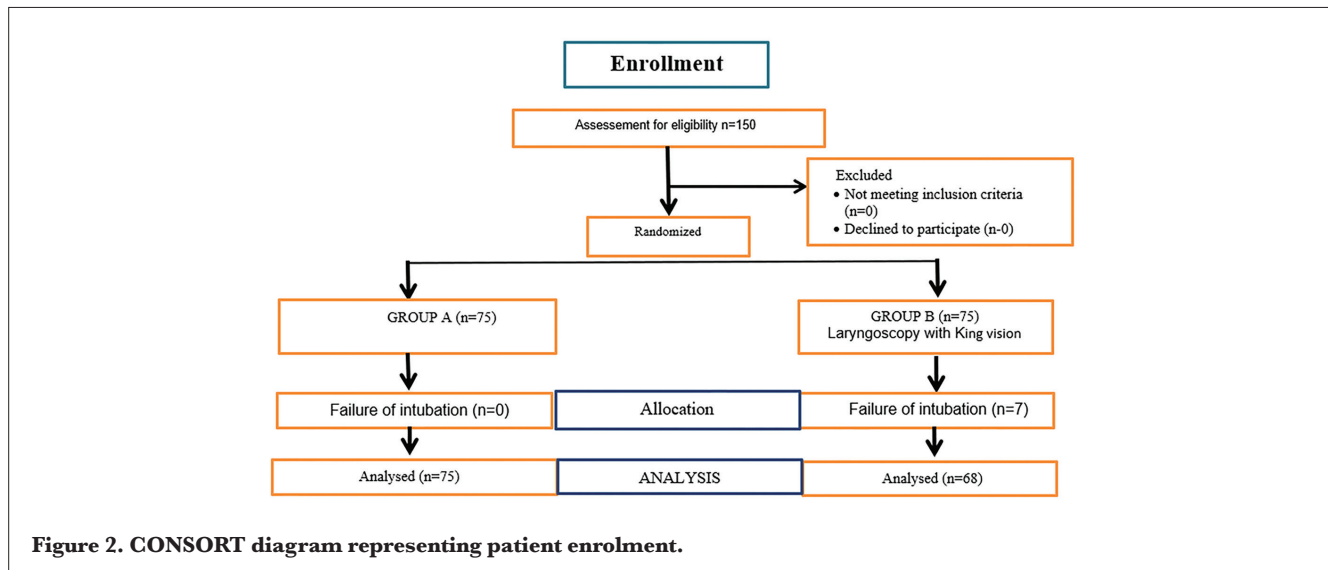 Enrollment
Assessement for eligibility n=150
Excluded
• Not meeting inclusion criteria
(n=0)
• Declined to participate (n-0)
Randomized
GROUP A (n=75)
GROUP B (n=75)
Laryngoscopy with King vision
Failure of intubation (n=0)
Allocation
Failure of intubation (n=7)
Analysed (n=75)
ANALYSIS
Analysed (n=68)
Figure 2. CONSORT diagram representing patient enrolment.